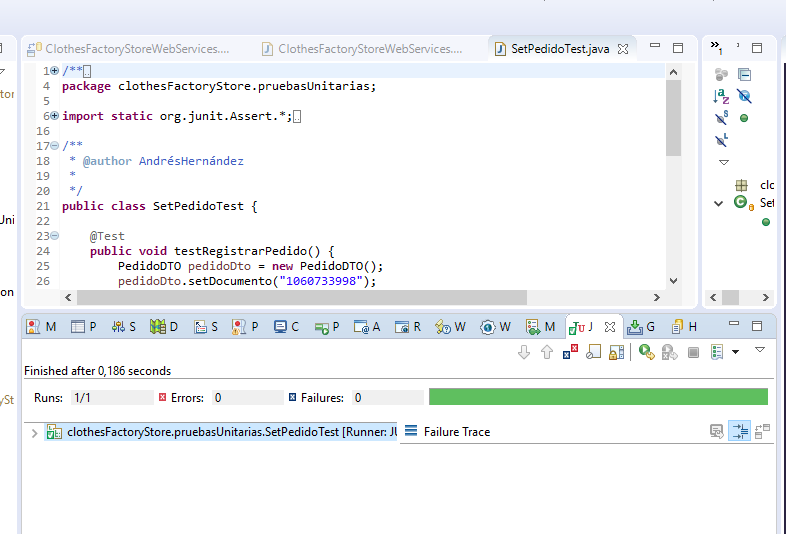 ClothesFactoryStoreWebServices....
ClothesFactoryStoreWebServices....
SetPedidoTest.java
»1
1 /**
4 package clothesFactoryStore.pruebasUnitarias;
5
6 import static org.junit.Assert.*;
16
17 /**
18 * @author AndrésHernández
19 *
20 */
21 public class SetPedidoTest {
22
23 @Test
24 public void testRegistrarPedido() {
25 PedidoDTO pedidoDto = new PedidoDTO();
26 pedidoDto.setDocumento("1060733998");
tor
Uni
on
ySt
clo
Set
M P S D S P C P A R W W M J G H
Finished after 0,186 seconds
Runs: 1/1 Errors: 0 Failures: 0
clothesFactoryStore.pruebasUnitarias.SetPedidoTest [Runner: JU
Failure Trace